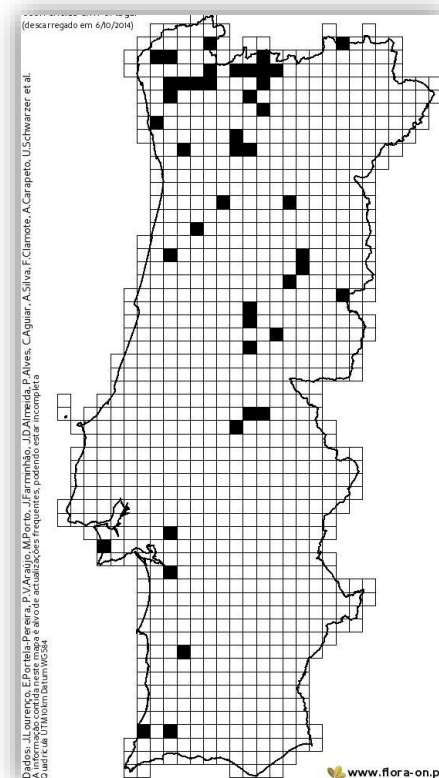 (descarregado em 6/10/2014)
Dados: J.Lourenço, E.Portela-Pereira, P.V.Araújo, M.Porto, J.Farminhão, J.D.Almeida, P.Alves, C.Aguiar, A.Silva, F.Clamote, A.Carapeto, U.Schwarzer et al.
A informação contida neste mapa é alvo de actualizações frequentes, podendo estar incompleta
Quadrícula UTM 10km Datum WGS84
www.flora-on.p